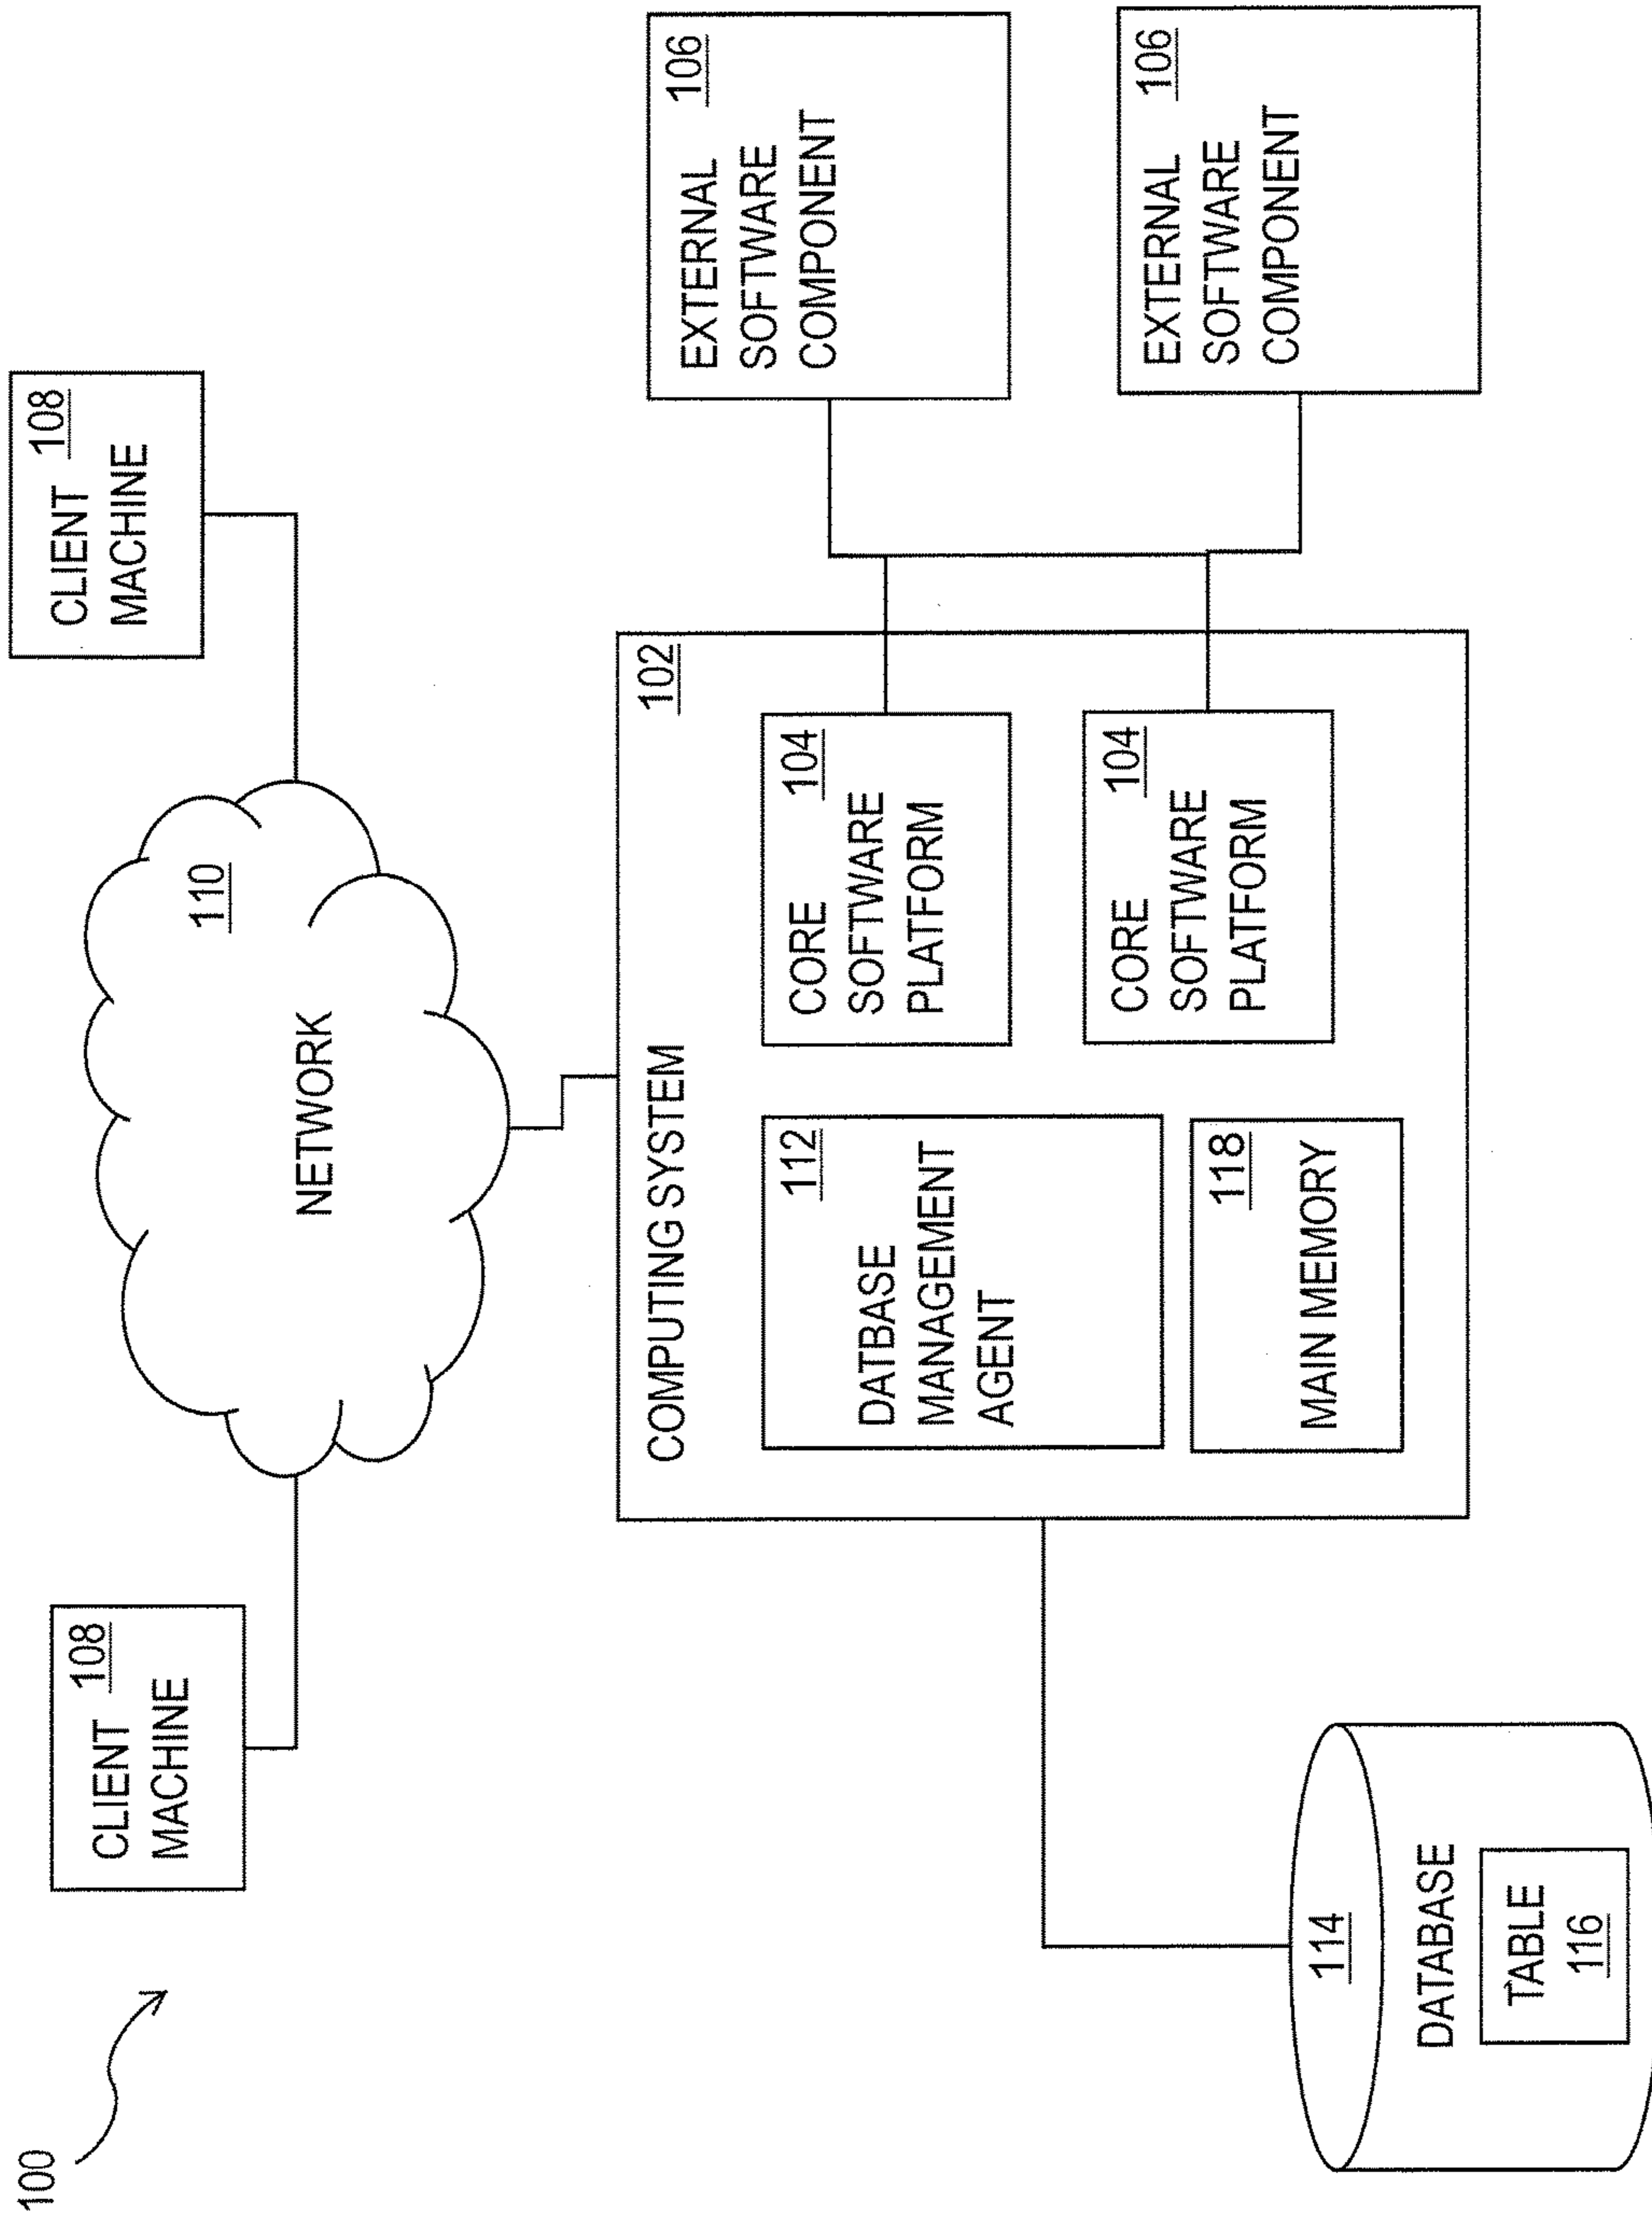 100
CLIENT 108
MACHINE
CLIENT 108
MACHINE
110
NETWORK
COMPUTING SYSTEM 102
112
DATBASE
MANAGEMENT
AGENT
CORE 104
SOFTWARE
PLATFORM
118
MAIN MEMORY
CORE 104
SOFTWARE
PLATFORM
EXTERNAL 106
SOFTWARE
COMPONENT
EXTERNAL 106
SOFTWARE
COMPONENT
114
DATABASE
TABLE
116